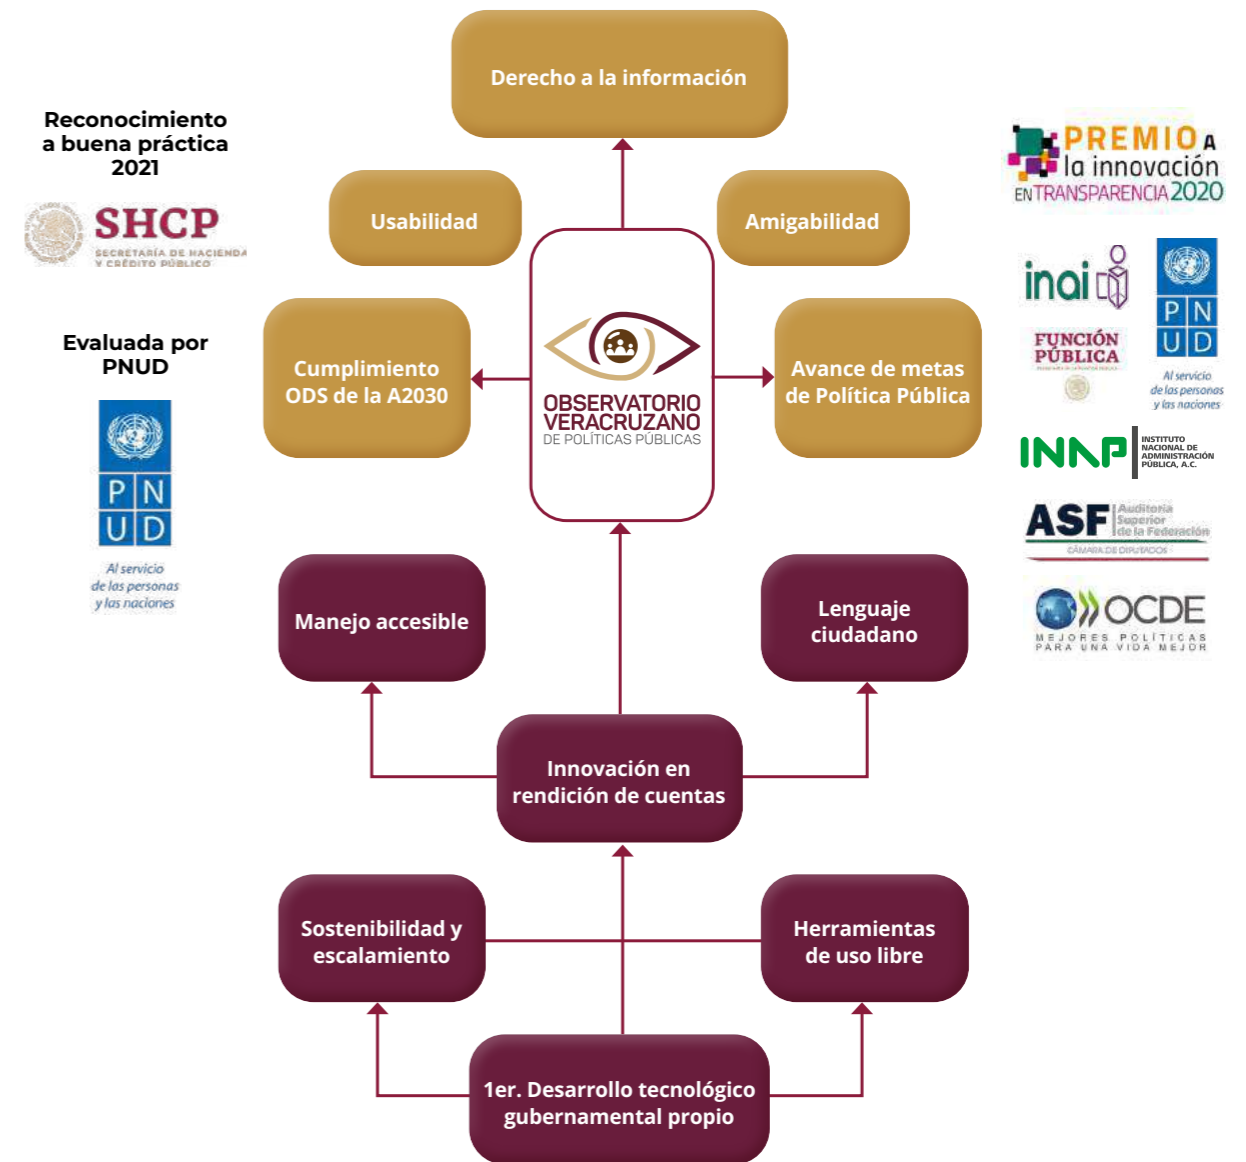 Derecho a la información
Reconocimiento
a buena práctica
2021
SHCP
SECRETARÍA DE HACIENDA
Y CRÉDITO PÚBLICO
Evaluada por
PNUD
P N
U D
Al servicio
de las personas
y las naciones
Usabilidad
Amigabilidad
Cumplimiento
ODS de la A2030
OBSERVATORIO
VERACRUZANO
DE POLÍTICAS PÚBLICAS
Avance de metas
de Política Pública
Manejo accesible
Lenguaje
ciudadano
Innovación en
rendición de cuentas
Sostenibilidad y
escalamiento
Herramientas
de uso libre
1er. Desarrollo tecnológico
gubernamental propio
PREMIO A
la innovación
EN TRANSPARENCIA 2020
inai
FUNCIÓN
PÚBLICA
P N
U D
Al servicio
de las personas
y las naciones
INAP
INSTITUTO
NACIONAL DE
ADMINISTRACIÓN
PÚBLICA, A.C.
ASF
Auditoría
Superior
de la Federación
CÁMARA DE DIPUTADOS
OCDE
MEJORES POLÍTICAS
PARA UNA VIDA MEJOR